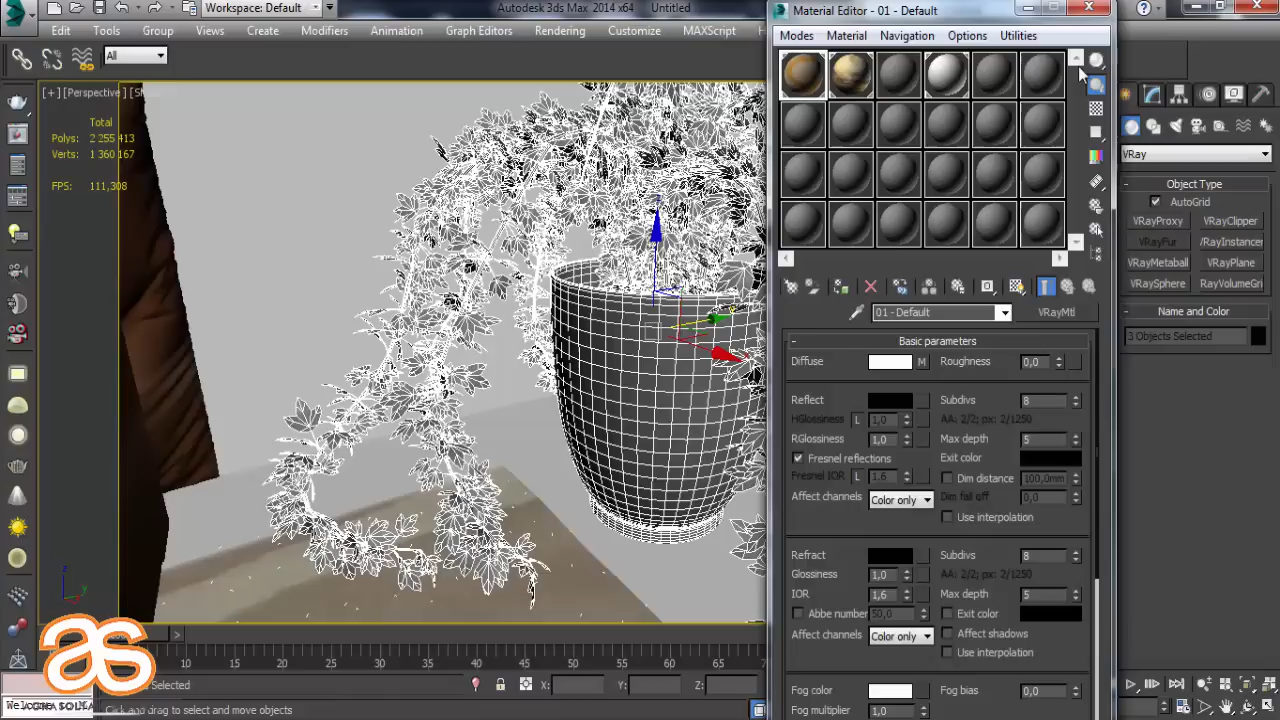 Workspace: Default
Autodesk 3ds Max 2014 x64
Untitled
Edit Tools Group Views Create Modifiers Animation Graph Editors Rendering Customize MAXScript
All
[+] [Perspective]
Total
Polys: 2 255 413
Verts: 1 360 167
FPS: 111,308
Material Editor - 01 - Default
Modes Material Navigation Options Utilities
01 - Default
VRayMtl
Basic parameters
Diffuse M Roughness 0,0
Reflect Subdivs 8
HGlossiness L 1,0 AA: 2/2; px: 2/1250
RGlossiness 1,0 Max depth 5
Fresnel reflections Exit color
Fresnel IOR L 1.6 Dim distance 100,0mm
Affect channels Color only Dim fall off 0,0
Use interpolation
Refract Subdivs 8
Glossiness 1,0 AA: 2/2; px: 2/1250
IOR 1,6 Max depth 5
Abbe number 50,0 Exit color
Affect channels Color only Affect shadows
Use interpolation
Fog color Fog bias 0,0
Fog multiplier 1,0
VRay
Object Type
AutoGrid
VRayProxy VRayClipper
VRayFur /RayInstancer
VRayMetaball VRayPlane
VRaySphere RayVolumeGri
Name and Color
3 Objects Selected
10 15 20 25 30 35 40 45 50 55 60 65
as
Selected
X: Y: Z:
Welcome to
Click and drag to select and move objects